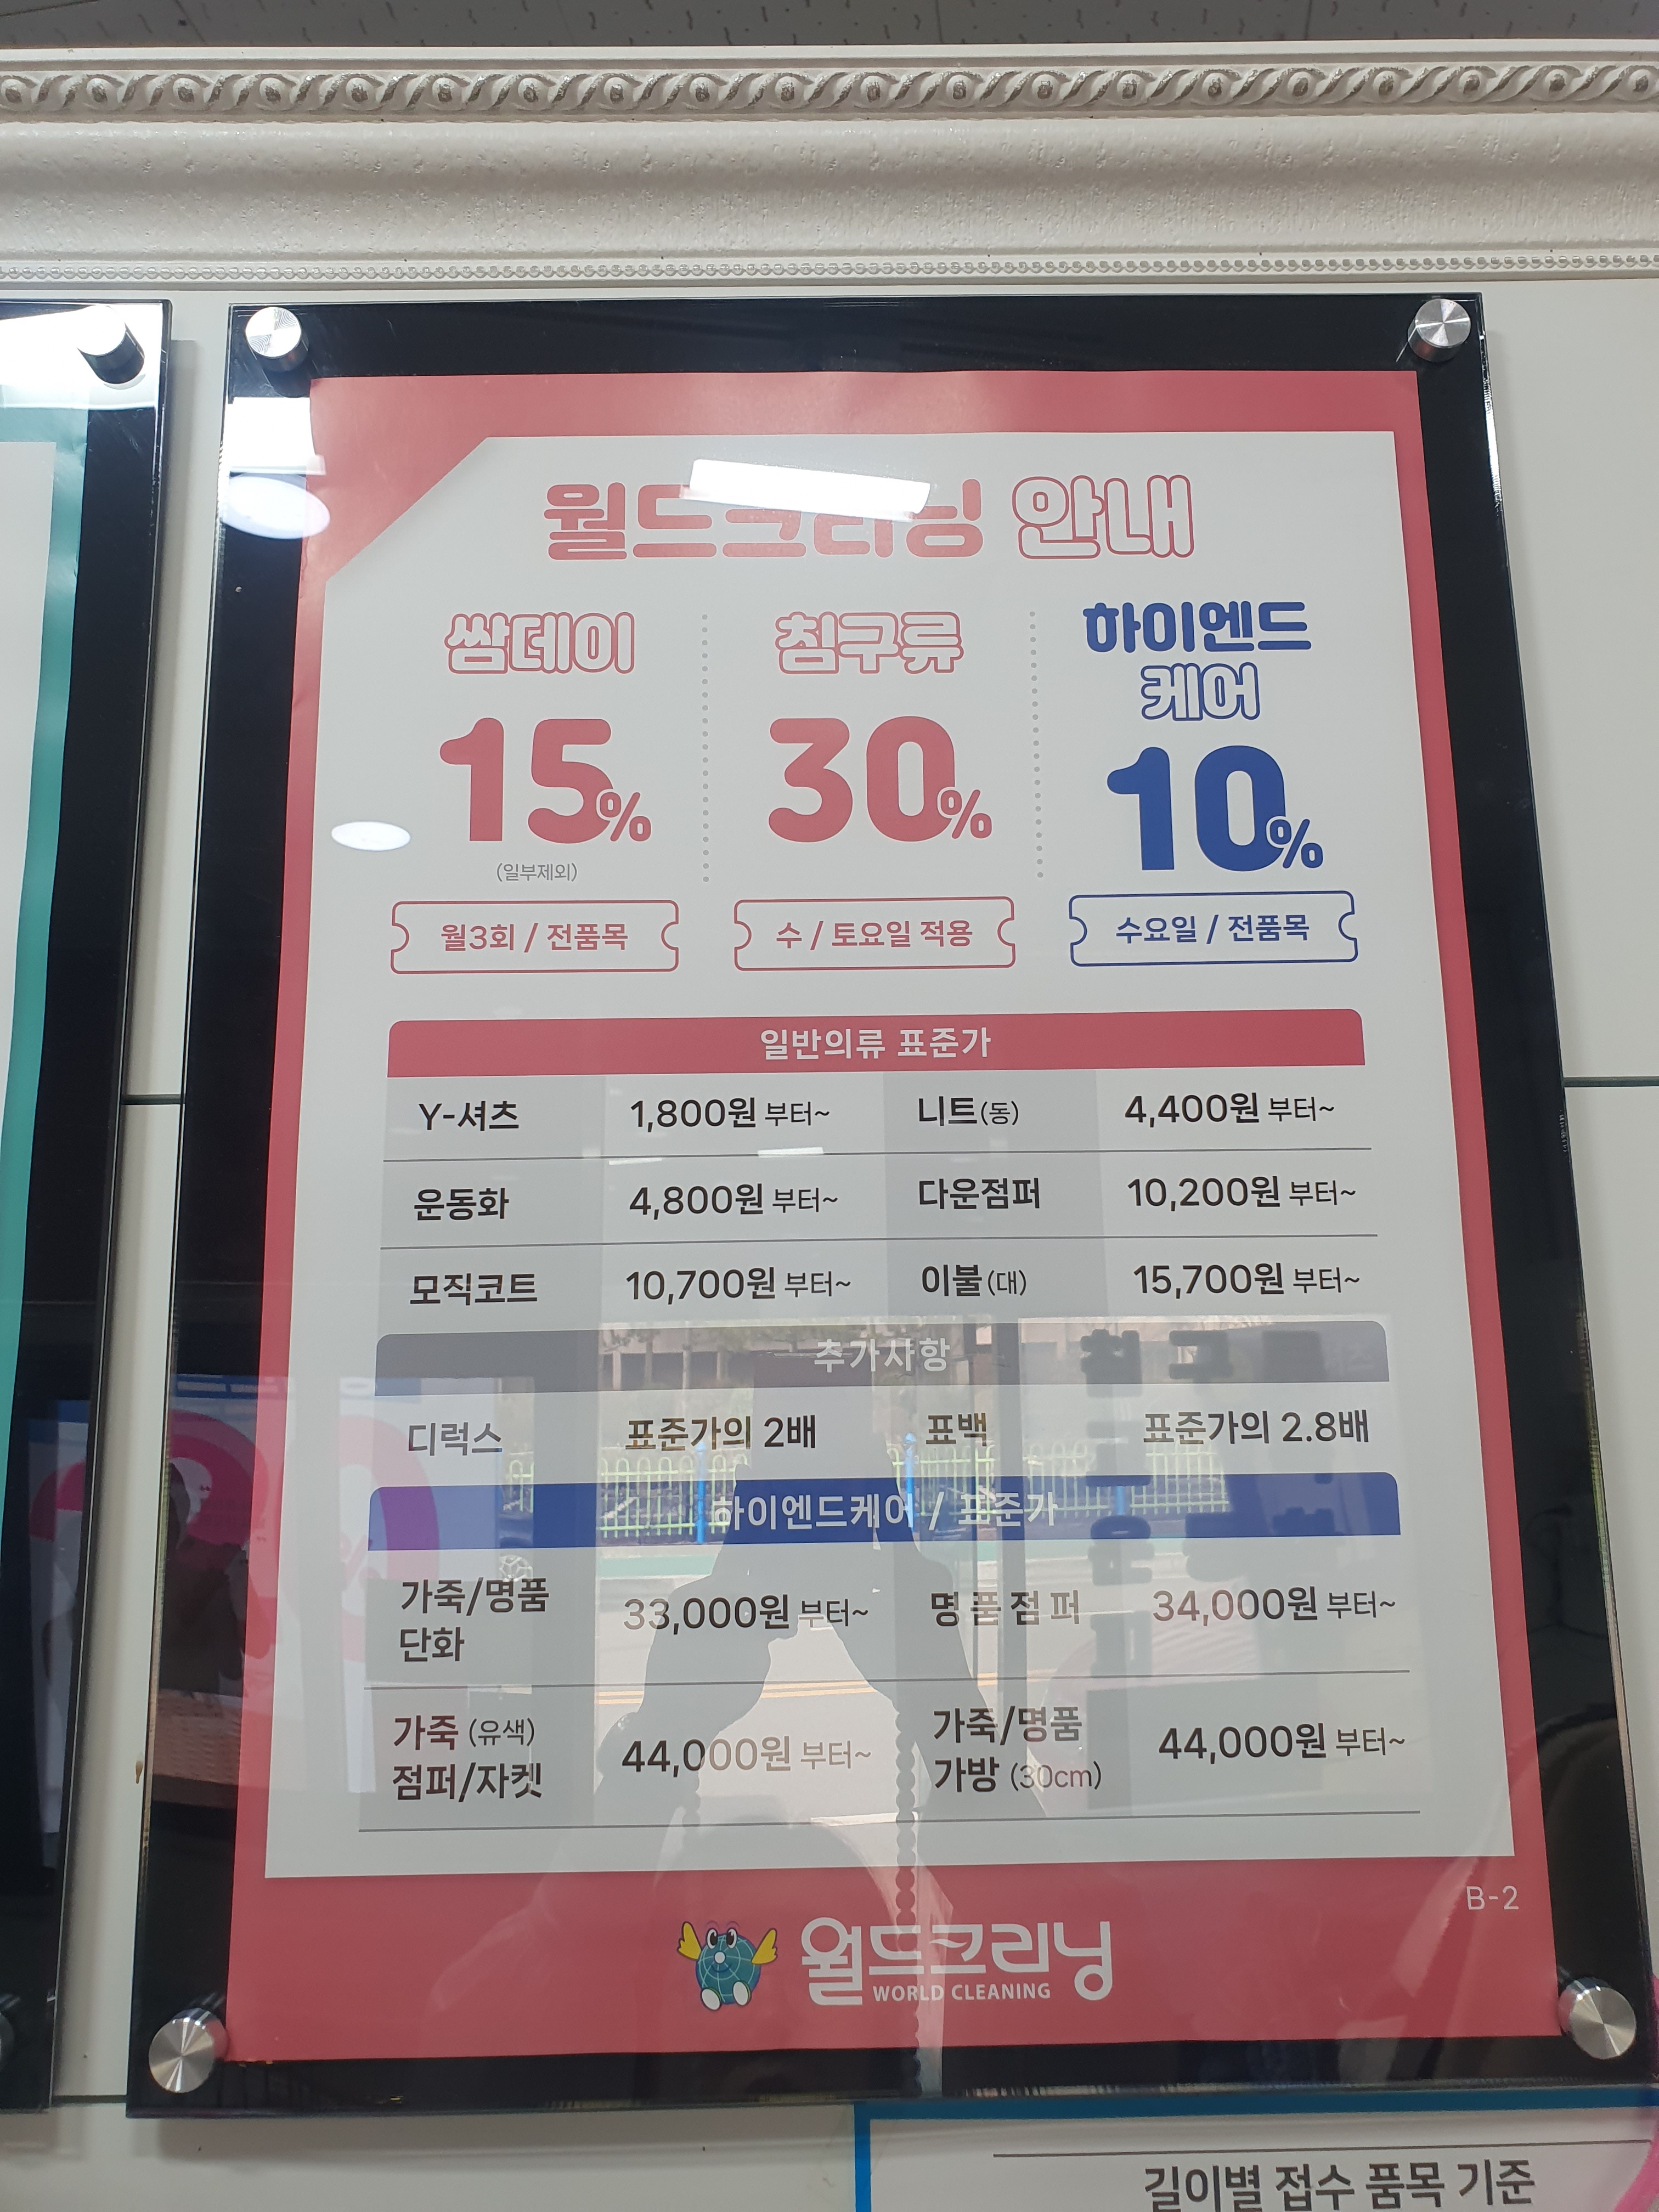 월드크리닝 안내
쌈데이
15%
(일부제외)
월3회 / 전품목
침구류
30%
수 / 토요일 적용
하이엔드
케어
10%
수요일 / 전품목
일반의류 표준가
Y-셔츠 1,800원 부터~ 니트(동) 4,400원 부터~
운동화 4,800원 부터~ 다운점퍼 10,200원 부터~
모직코트 10,700원 부터~ 이불(대) 15,700원 부터~
추가사항
디럭스 표준가의 2배 표백 표준가의 2.8배
하이엔드케어 / 표준가
가죽/명품
단화
33,000원 부터~
명품점퍼 34,000원 부터~
가죽 (유색)
점퍼/자켓
44,000원 부터~
가죽/명품
가방 (30cm)
44,000원 부터~
B-2
월드크리닝
WORLD CLEANING
길이별 접수 품목 기준